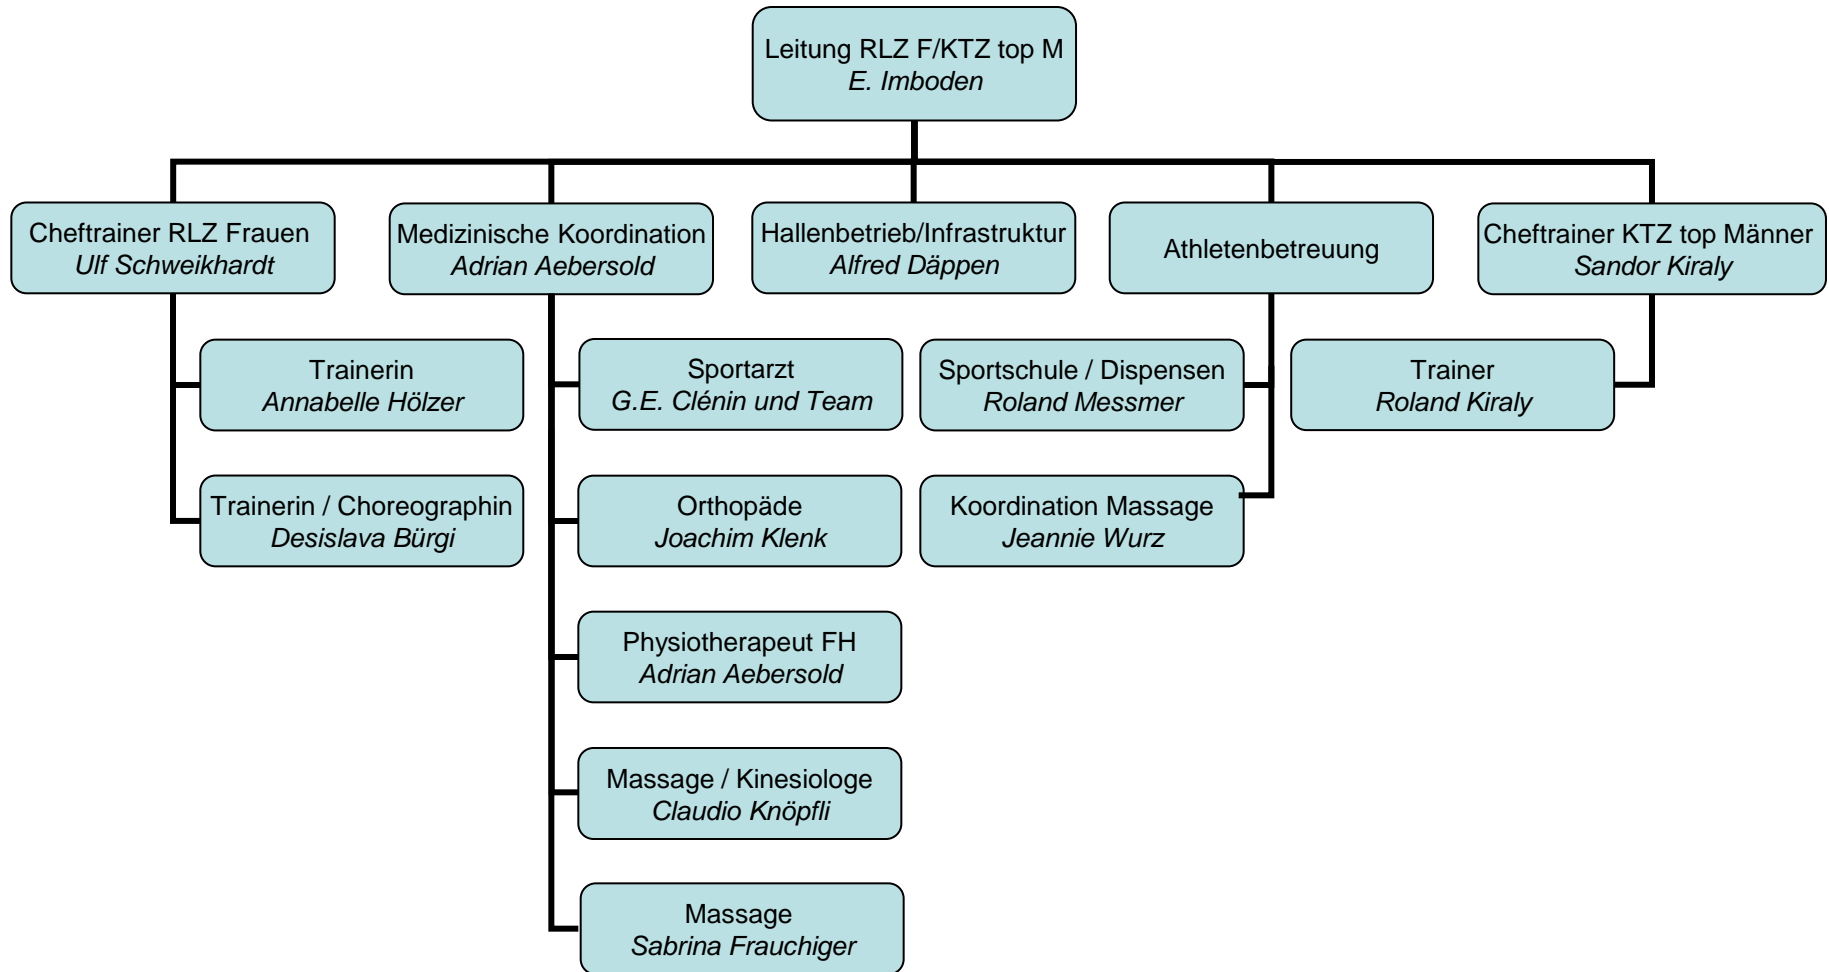 Leitung RLZ F/KTZ top M
E. Imboden
Cheftrainer RLZ Frauen
Ulf Schweikhardt
Medizinische Koordination
Adrian Aebersold
Hallenbetrieb/Infrastruktur
Alfred Däppen
Athletenbetreuung
Cheftrainer KTZ top Männer
Sandor Kiraly
Trainerin
Annabelle Hölzer
Sportarzt
G.E. Clénin und Team
Sportschule / Dispensen
Roland Messmer
Trainer
Roland Kiraly
Trainerin / Choreographin
Desislava Bürgi
Orthopäde
Joachim Klenk
Koordination Massage
Jeannie Wurz
Physiotherapeut FH
Adrian Aebersold
Massage / Kinesiologe
Claudio Knöpfli
Massage
Sabrina Frauchiger